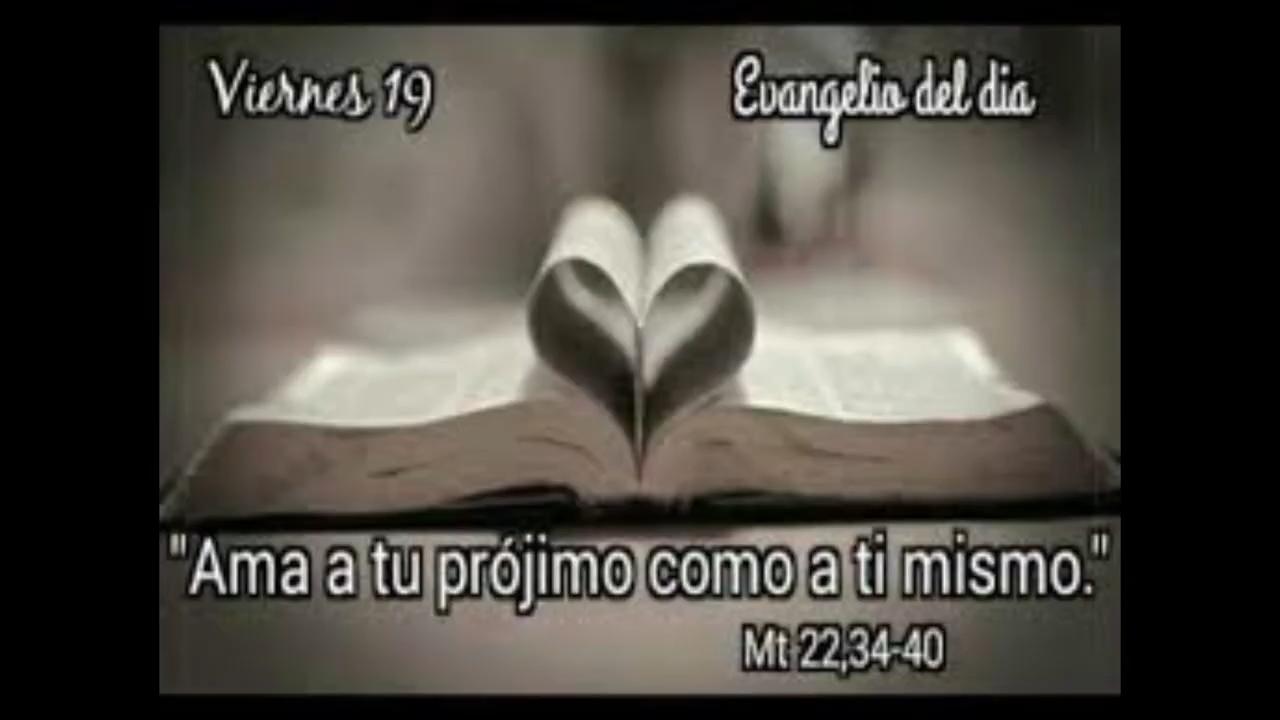 Viernes 19
Evangelio del dia
"Ama a tu prójimo como a ti mismo."
Mt 22,34-40